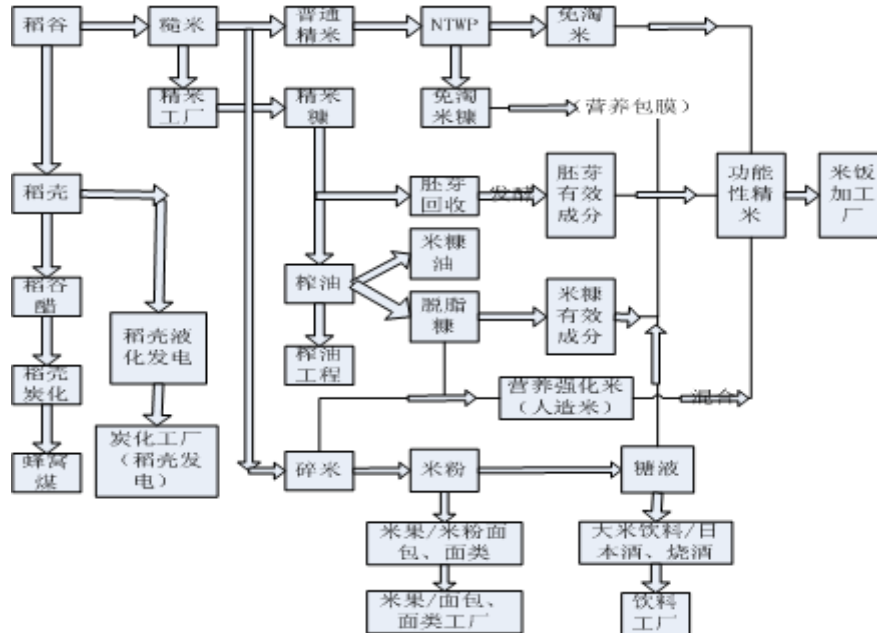 稻谷
糙米
普通
精米
NTWP
免淘
米
精米
工厂
精米
糠
免淘
米糠
（营养包膜）
稻壳
胚芽
回收
发酵
胚芽
有效
成分
功能
性精
米
米饭
加工
厂
米糠
油
稻谷
醋
榨油
脱脂
糠
米糠
有效
成分
稻壳液
化发电
榨油
工程
稻壳
炭化
营养强化米
（人造米）
混合
炭化工厂
（稻壳发
电）
蜂窝
煤
碎米
米粉
糖液
米果/米粉面
包、面类
大米饮料/日
本酒、烧酒
米果/面包、
面类工厂
饮料
工厂